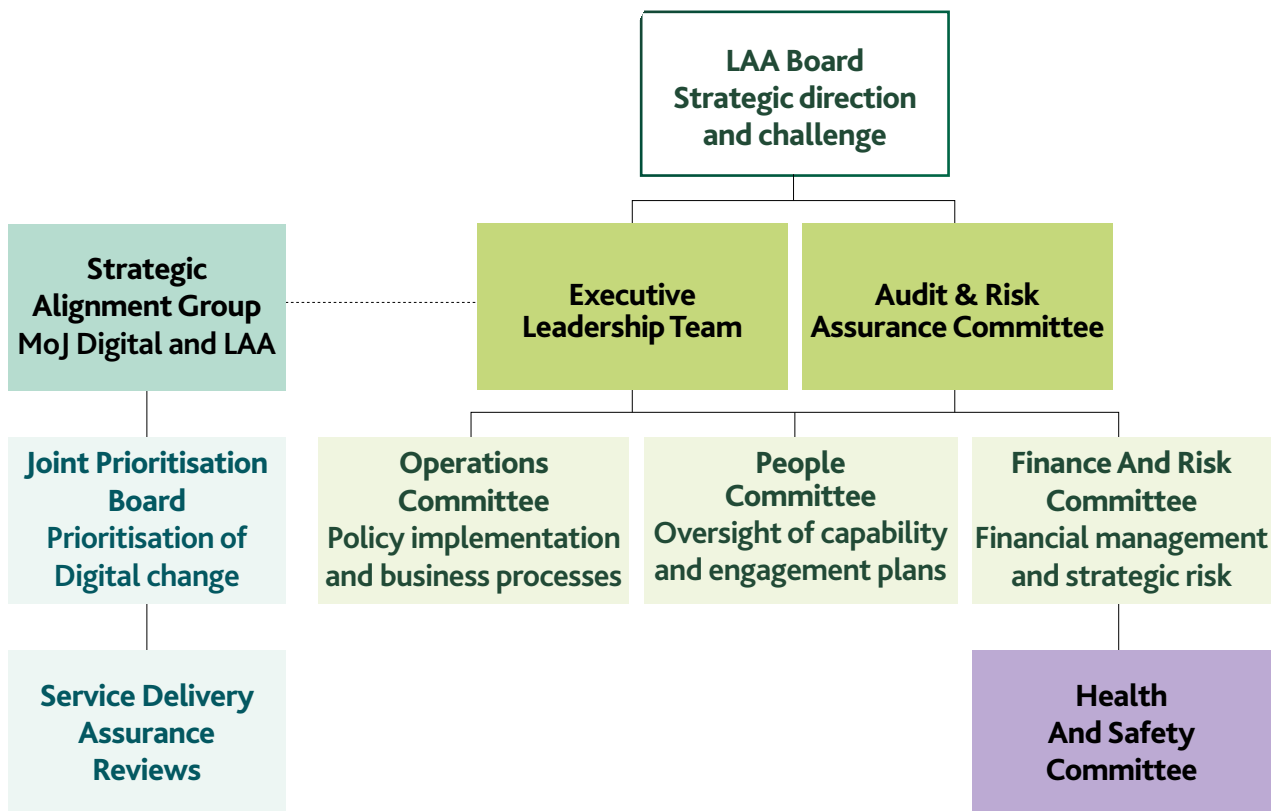 LAA Board
Strategic direction
and challenge
Strategic
Alignment Group
MoJ Digital and LAA
Executive
Leadership Team
Audit & Risk
Assurance Committee
Joint Prioritisation
Board
Prioritisation of
Digital change
Operations
Committee
Policy implementation
and business processes
People
Committee
Oversight of capability
and engagement plans
Finance And Risk
Committee
Financial management
and strategic risk
Service Delivery
Assurance
Reviews
Health
And Safety
Committee